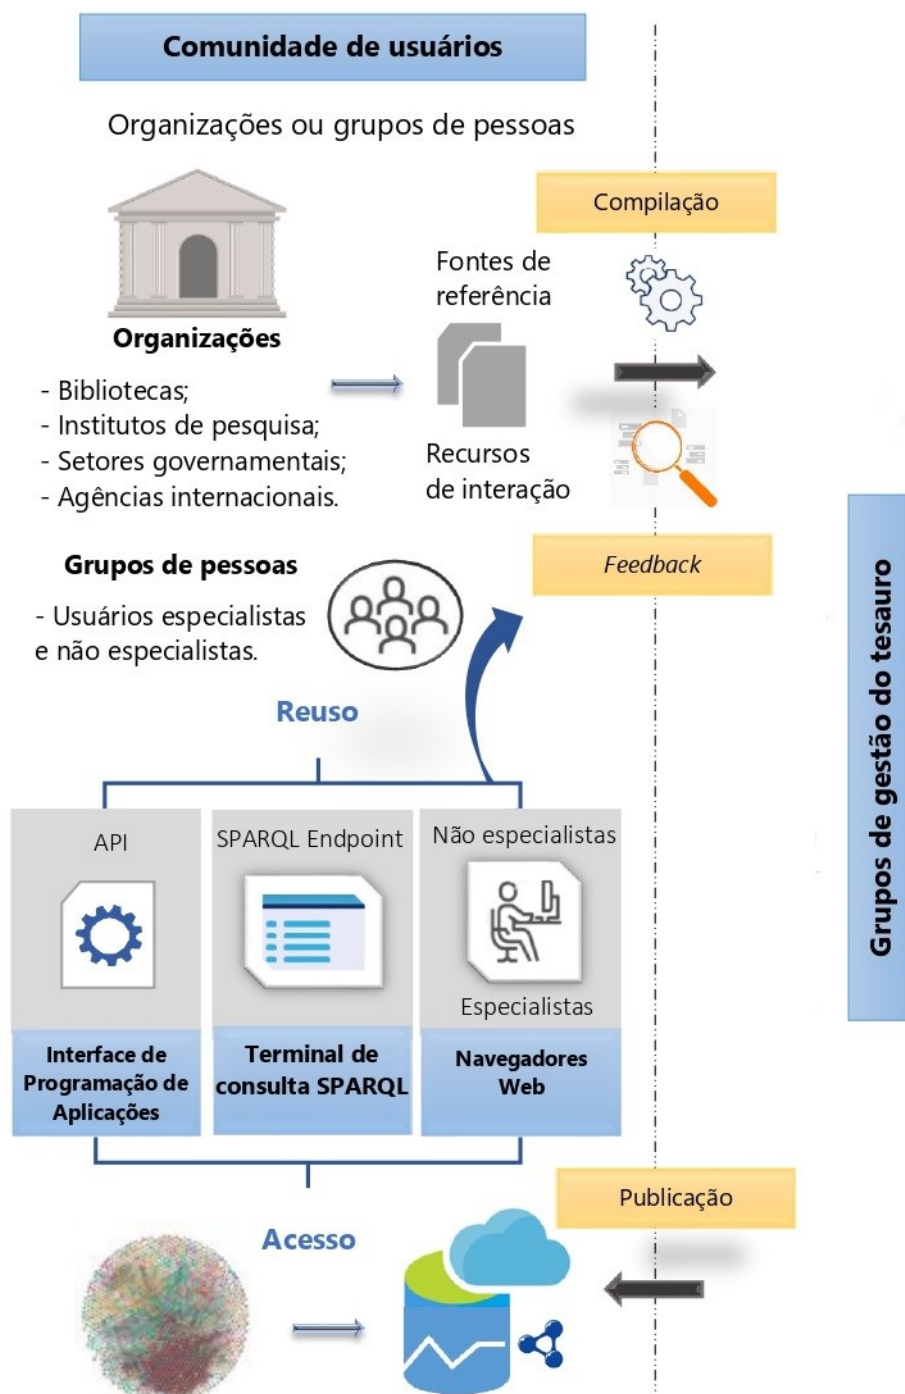 Comunidade de usuários
Organizações ou grupos de pessoas
Compilação
Fontes de
referência
Organizações
- Bibliotecas;
- Institutos de pesquisa;
- Setores governamentais;
- Agências internacionais.
Recursos
de interação
Feedback
Grupos de pessoas
- Usuários especialistas
e não especialistas.
Grupos de gestão do tesauro
Reuso
API
SPARQL Endpoint
Não especialistas
Especialistas
Interface de
Programação de
Aplicações
Terminal de
consulta SPARQL
Navegadores
Web
Publicação
Acesso